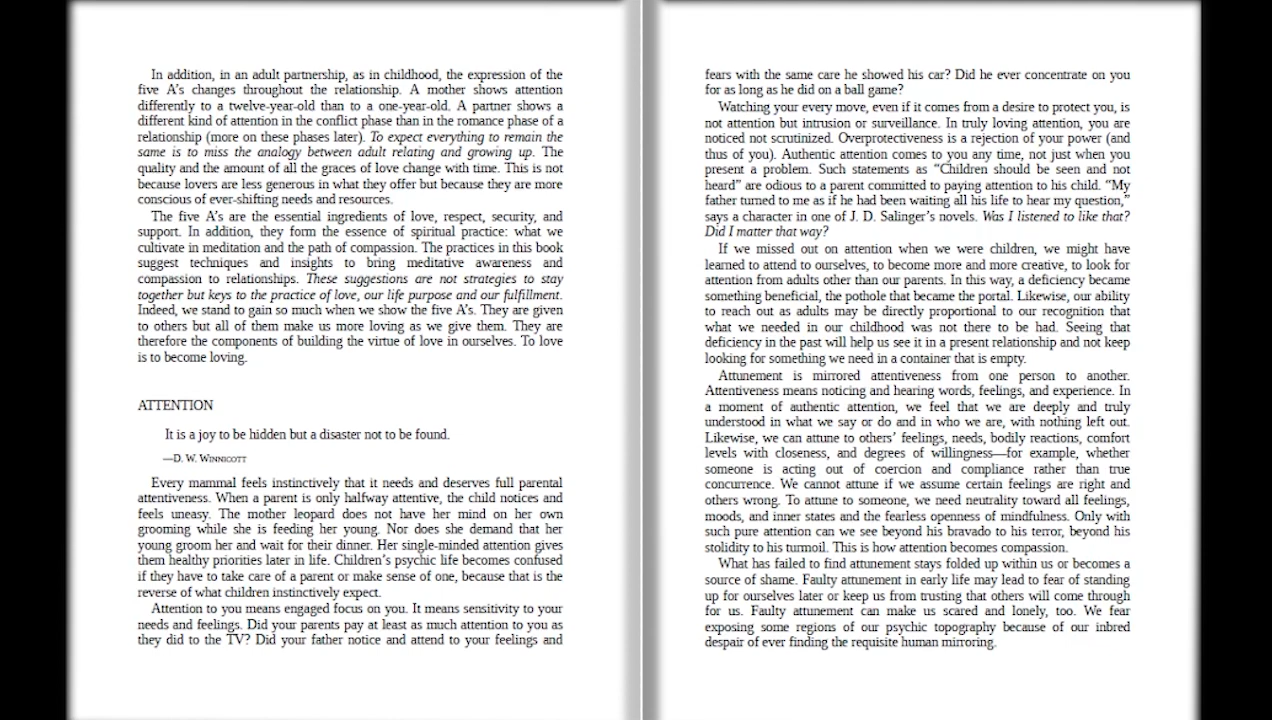 In addition, in an adult partnership, as in childhood, the expression of the
five A's changes throughout the relationship. A mother shows attention
differently to a twelve-year-old than to a one-year-old. A partner shows a
different kind of attention in the conflict phase than in the romance phase of a
relationship (more on these phases later). To expect everything to remain the
same is to miss the analogy between adult relating and growing up. The
quality and the amount of all the graces of love change with time. This is not
because lovers are less generous in what they offer but because they are more
conscious of ever-shifting needs and resources.
The five A's are the essential ingredients of love, respect, security, and
support. In addition, they form the essence of spiritual practice: what we
cultivate in meditation and the path of compassion. The practices in this book
suggest techniques and insights to bring meditative awareness and
compassion to relationships. These suggestions are not strategies to stay
together but keys to the practice of love, our life purpose and our fulfillment.
Indeed, we stand to gain so much when we show the five A's. They are given
to others but all of them make us more loving as we give them. They are
therefore the components of building the virtue of love in ourselves. To love
is to become loving.
ATTENTION
It is a joy to be hidden but a disaster not to be found.
—D. W. WINNICOTT
Every mammal feels instinctively that it needs and deserves full parental
attentiveness. When a parent is only halfway attentive, the child notices and
feels uneasy. The mother leopard does not have her mind on her own
grooming while she is feeding her young. Nor does she demand that her
young groom her and wait for their dinner. Her single-minded attention gives
them healthy priorities later in life. Children's psychic life becomes confused
if they have to take care of a parent or make sense of one, because that is the
reverse of what children instinctively expect.
Attention to you means engaged focus on you. It means sensitivity to your
needs and feelings. Did your parents pay at least as much attention to you as
they did to the TV? Did your father notice and attend to your feelings and
fears with the same care he showed his car? Did he ever concentrate on you
for as long as he did on a ball game?
Watching your every move, even if it comes from a desire to protect you, is
not attention but intrusion or surveillance. In truly loving attention, you are
noticed not scrutinized. Overprotectiveness is a rejection of your power (and
thus of you). Authentic attention comes to you any time, not just when you
present a problem. Such statements as “Children should be seen and not
heard” are odious to a parent committed to paying attention to his child. “My
father turned to me as if he had been waiting all his life to hear my question,”
says a character in one of J. D. Salinger's novels. Was I listened to like that?
Did I matter that way?
If we missed out on attention when we were children, we might have
learned to attend to ourselves, to become more and more creative, to look for
attention from adults other than our parents. In this way, a deficiency became
something beneficial, the pothole that became the portal. Likewise, our ability
to reach out as adults may be directly proportional to our recognition that
what we needed in our childhood was not there to be had. Seeing that
deficiency in the past will help us see it in a present relationship and not keep
looking for something we need in a container that is empty.
Attunement is mirrored attentiveness from one person to another.
Attentiveness means noticing and hearing words, feelings, and experience. In
a moment of authentic attention, we feel that we are deeply and truly
understood in what we say or do and in who we are, with nothing left out.
Likewise, we can attune to others' feelings, needs, bodily reactions, comfort
levels with closeness, and degrees of willingness—for example, whether
someone is acting out of coercion and compliance rather than true
concurrence. We cannot attune if we assume certain feelings are right and
others wrong. To attune to someone, we need neutrality toward all feelings,
moods, and inner states and the fearless openness of mindfulness. Only with
such pure attention can we see beyond his bravado to his terror, beyond his
stolidity to his turmoil. This is how attention becomes compassion.
What has failed to find attunement stays folded up within us or becomes a
source of shame. Faulty attunement in early life may lead to fear of standing
up for ourselves later or keep us from trusting that others will come through
for us. Faulty attunement can make us scared and lonely, too. We fear
exposing some regions of our psychic topography because of our inbred
despair of ever finding the requisite human mirroring.